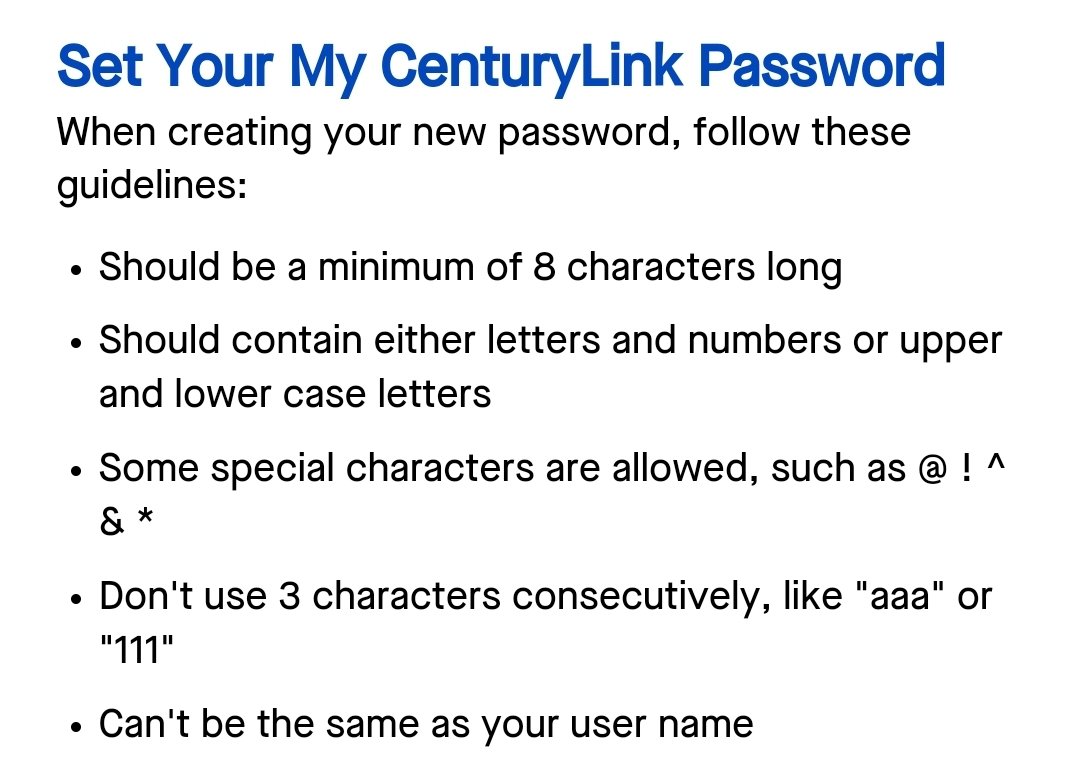 Set Your My CenturyLink Password
When creating your new password, follow these
guidelines:
• Should be a minimum of 8 characters long
• Should contain either letters and numbers or upper
and lower case letters
• Some special characters are allowed, such as @ ! ^
& *
• Don't use 3 characters consecutively, like "aaa" or
"111"
• Can't be the same as your user name